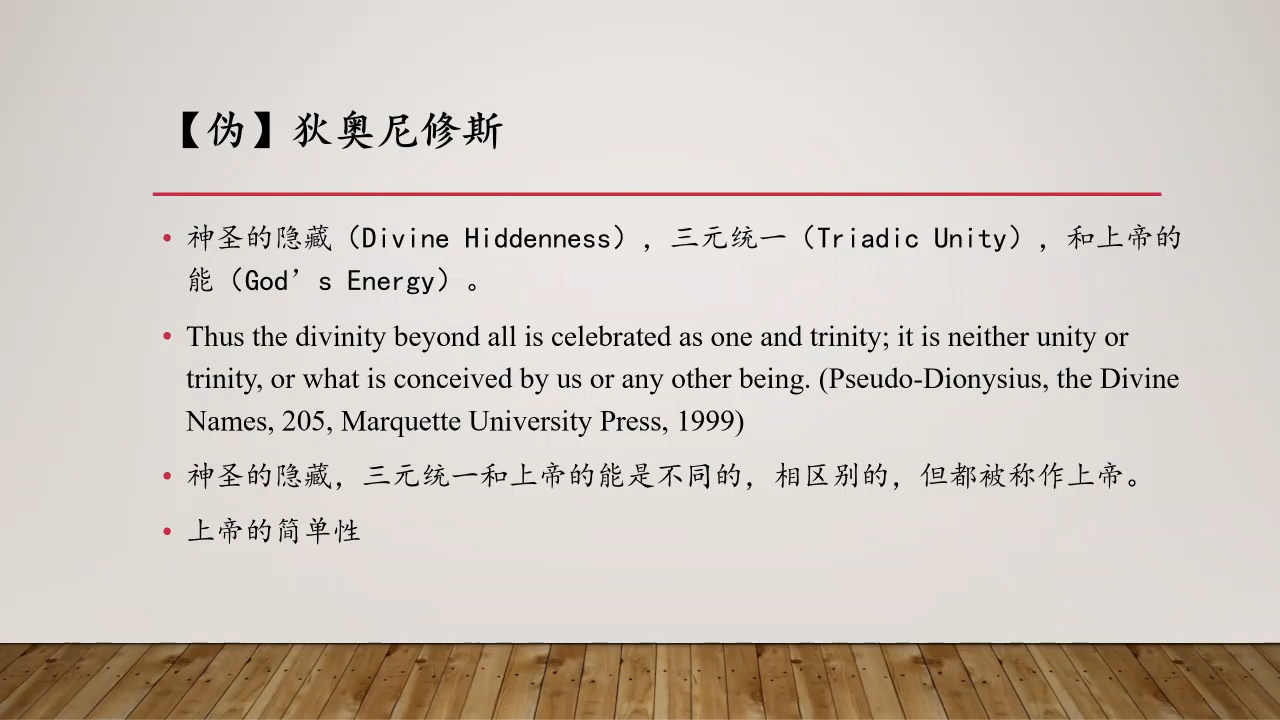 【伪】狄奥尼修斯
• 神圣的隐藏（Divine Hiddenness），三元统一（Triadic Unity），和上帝的
能（God’s Energy）。
• Thus the divinity beyond all is celebrated as one and trinity; it is neither unity or
trinity, or what is conceived by us or any other being. (Pseudo-Dionysius, the Divine
Names, 205, Marquette University Press, 1999)
• 神圣的隐藏，三元统一和上帝的能是不同的，相区别的，但都被称作上帝。
• 上帝的简单性